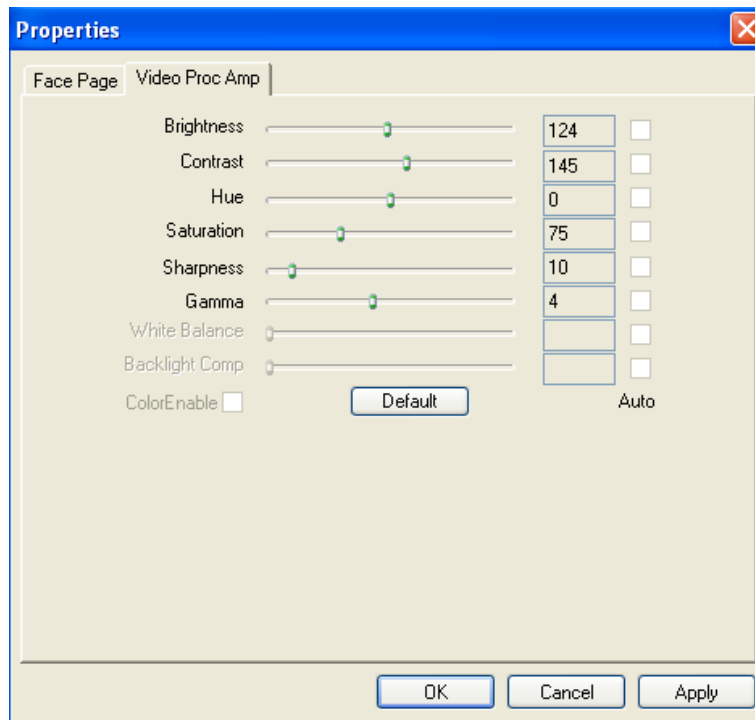 Properties
Face Page Video Proc Amp
Brightness 124
Contrast 145
Hue 0
Saturation 75
Sharpness 10
Gamma 4
White Balance
Backlight Comp
ColorEnable Default Auto
OK Cancel Apply